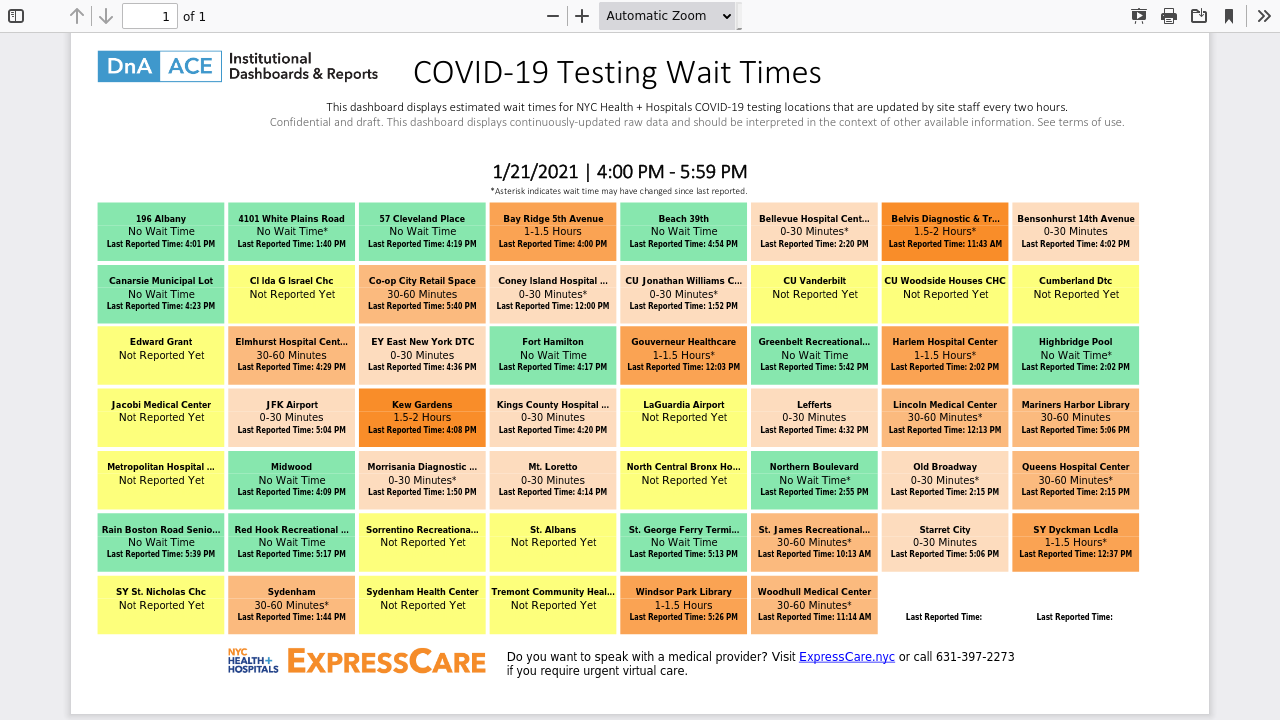 1 of 1 Automatic Zoom
DnA ACE Institutional
Dashboards & Reports
COVID-19 Testing Wait Times
This dashboard displays estimated wait times for NYC Health + Hospitals COVID-19 testing locations that are updated by site staff every two hours.
Confidential and draft. This dashboard displays continuously-updated raw data and should be interpreted in the context of other available information. See terms of use.
1/21/2021 | 4:00 PM - 5:59 PM
*Asterisk indicates wait time may have changed since last reported.
196 Albany
No Wait Time
Last Reported Time: 4:01 PM
4101 White Plains Road
No Wait Time*
Last Reported Time: 1:40 PM
57 Cleveland Place
No Wait Time
Last Reported Time: 4:19 PM
Bay Ridge 5th Avenue
1-1.5 Hours
Last Reported Time: 4:00 PM
Beach 39th
No Wait Time
Last Reported Time: 4:54 PM
Bellevue Hospital Cent...
0-30 Minutes*
Last Reported Time: 2:20 PM
Belvis Diagnostic & Tr...
1.5-2 Hours*
Last Reported Time: 11:43 AM
Bensonhurst 14th Avenue
0-30 Minutes
Last Reported Time: 4:02 PM
Canarsie Municipal Lot
No Wait Time
Last Reported Time: 4:23 PM
Cl Ida G Israel Chc
Not Reported Yet
Co-op City Retail Space
30-60 Minutes
Last Reported Time: 5:40 PM
Coney Island Hospital ...
0-30 Minutes*
Last Reported Time: 12:00 PM
CU Jonathan Williams C...
0-30 Minutes*
Last Reported Time: 1:52 PM
CU Vanderbilt
Not Reported Yet
CU Woodside Houses CHC
Not Reported Yet
Cumberland Dtc
Not Reported Yet
Edward Grant
Not Reported Yet
Elmhurst Hospital Cent...
30-60 Minutes
Last Reported Time: 4:29 PM
EY East New York DTC
0-30 Minutes
Last Reported Time: 4:36 PM
Fort Hamilton
No Wait Time
Last Reported Time: 4:17 PM
Gouverneur Healthcare
1-1.5 Hours*
Last Reported Time: 12:03 PM
Greenbelt Recreational...
No Wait Time
Last Reported Time: 5:42 PM
Harlem Hospital Center
1-1.5 Hours*
Last Reported Time: 2:02 PM
Highbridge Pool
No Wait Time*
Last Reported Time: 2:02 PM
Jacobi Medical Center
Not Reported Yet
JFK Airport
0-30 Minutes
Last Reported Time: 5:04 PM
Kew Gardens
1.5-2 Hours
Last Reported Time: 4:08 PM
Kings County Hospital ...
0-30 Minutes
Last Reported Time: 4:20 PM
LaGuardia Airport
Not Reported Yet
Lefferts
0-30 Minutes
Last Reported Time: 4:32 PM
Lincoln Medical Center
30-60 Minutes*
Last Reported Time: 12:13 PM
Mariners Harbor Library
30-60 Minutes
Last Reported Time: 5:06 PM
Metropolitan Hospital ...
Not Reported Yet
Midwood
No Wait Time
Last Reported Time: 4:09 PM
Morrisania Diagnostic ...
0-30 Minutes*
Last Reported Time: 1:50 PM
Mt. Loretto
0-30 Minutes
Last Reported Time: 4:14 PM
North Central Bronx Ho...
Not Reported Yet
Northern Boulevard
No Wait Time*
Last Reported Time: 2:55 PM
Old Broadway
0-30 Minutes*
Last Reported Time: 2:15 PM
Queens Hospital Center
30-60 Minutes*
Last Reported Time: 2:15 PM
Rain Boston Road Senio...
No Wait Time
Last Reported Time: 5:39 PM
Red Hook Recreational ...
No Wait Time
Last Reported Time: 5:17 PM
Sorrentino Recreationa...
Not Reported Yet
St. Albans
Not Reported Yet
St. George Ferry Termi...
No Wait Time
Last Reported Time: 5:13 PM
St. James Recreational...
30-60 Minutes*
Last Reported Time: 10:13 AM
Starret City
0-30 Minutes
Last Reported Time: 5:06 PM
SY Dyckman Lcdla
1-1.5 Hours*
Last Reported Time: 12:37 PM
SY St. Nicholas Chc
Not Reported Yet
Sydenham
30-60 Minutes*
Last Reported Time: 1:44 PM
Sydenham Health Center
Not Reported Yet
Tremont Community Heal...
Not Reported Yet
Windsor Park Library
1-1.5 Hours
Last Reported Time: 5:26 PM
Woodhull Medical Center
30-60 Minutes*
Last Reported Time: 11:14 AM
Last Reported Time:
Last Reported Time:
NYC
HEALTH+
HOSPITALS
EXPRESSCARE
Do you want to speak with a medical provider? Visit ExpressCare.nyc or call 631-397-2273
if you require urgent virtual care.